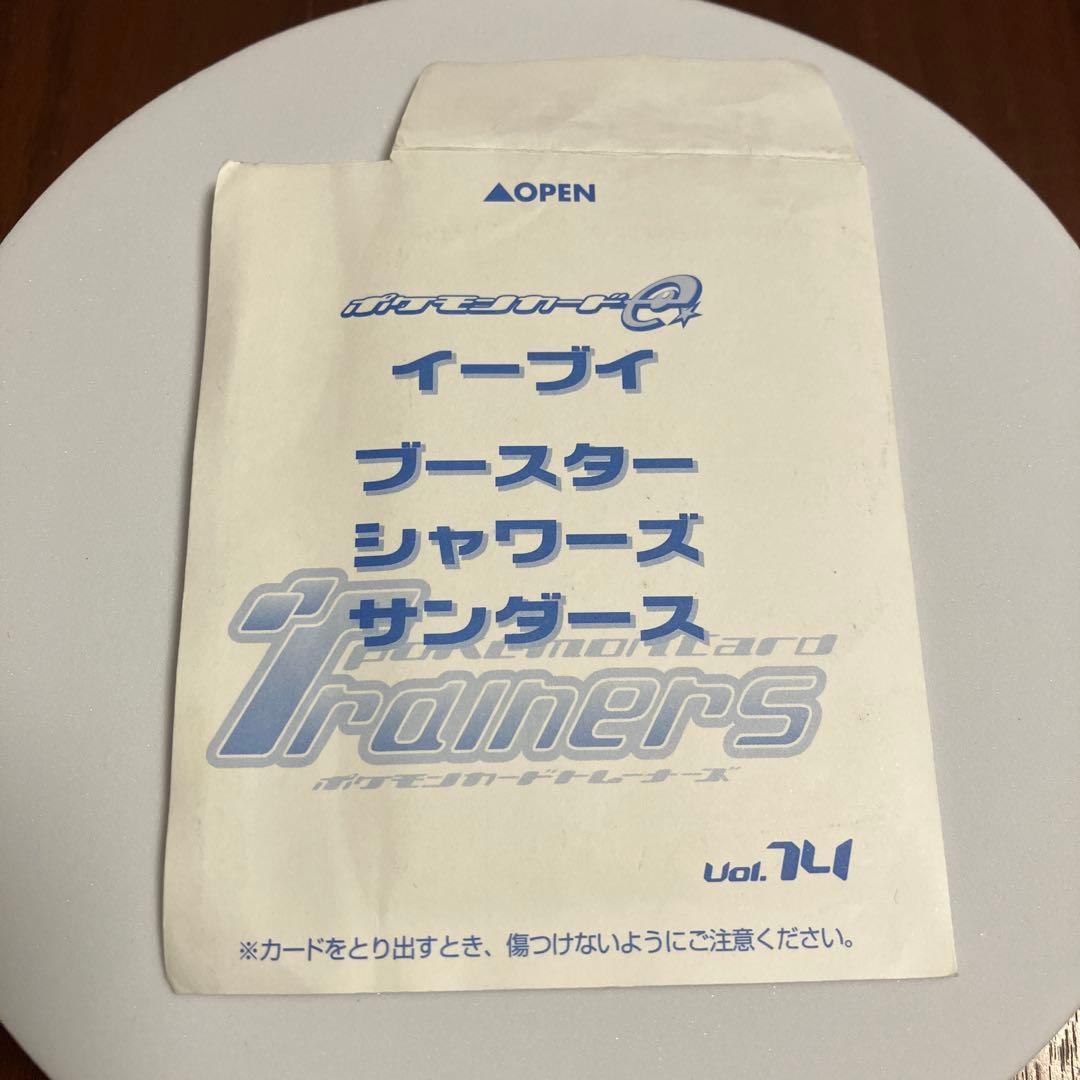 ▲OPEN
ポケモンカードe
イーブイ
ブースター
シャワーズ
サンダース
pokémoncard
Trainers
ポケモンカードトレーナーズ
Vol.14
※カードをとり出すとき、傷つけないようにご注意ください。